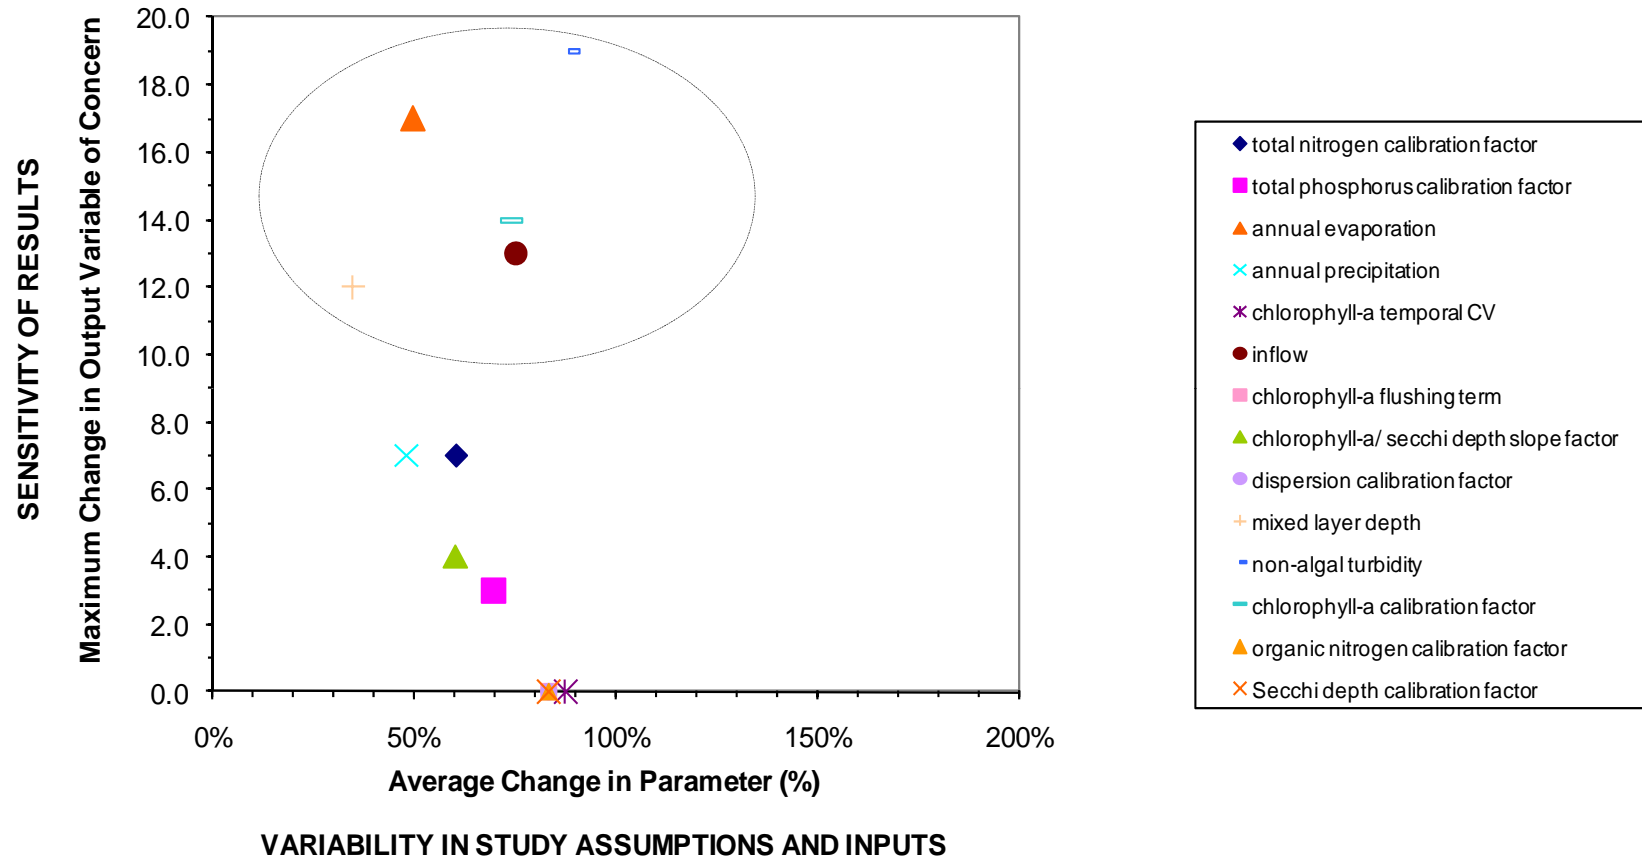 SENSITIVITY OF RESULTS
Maximum Change in Output Variable of Concern
20.0
18.0
16.0
14.0
12.0
10.0
8.0
6.0
4.0
2.0
0.0
0%
50%
100%
150%
200%
Average Change in Parameter (%)
VARIABILITY IN STUDY ASSUMPTIONS AND INPUTS
total nitrogen calibration factor
total phosphorus calibration factor
annual evaporation
annual precipitation
chlorophyll-a temporal CV
inflow
chlorophyll-a flushing term
chlorophyll-a/ secchi depth slope factor
dispersion calibration factor
mixed layer depth
non-algal turbidity
chlorophyll-a calibration factor
organic nitrogen calibration factor
Secchi depth calibration factor